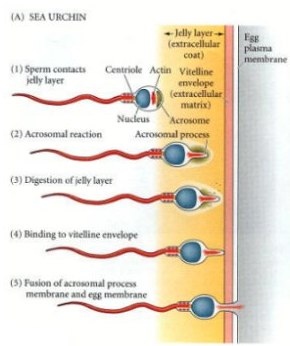 (A) SEA URCHIN
Jelly layer
(extracellular
coat)
Egg
plasma
membrane
(1) Sperm contacts
jelly layer
Centriole Actin Vitelline
envelope
(extracellular
matrix)
Nucleus Acrosome
(2) Acrosomal reaction Acrosomal process
(3) Digestion of jelly layer
(4) Binding to vitelline envelope
(5) Fusion of acrosomal process
membrane and egg membrane